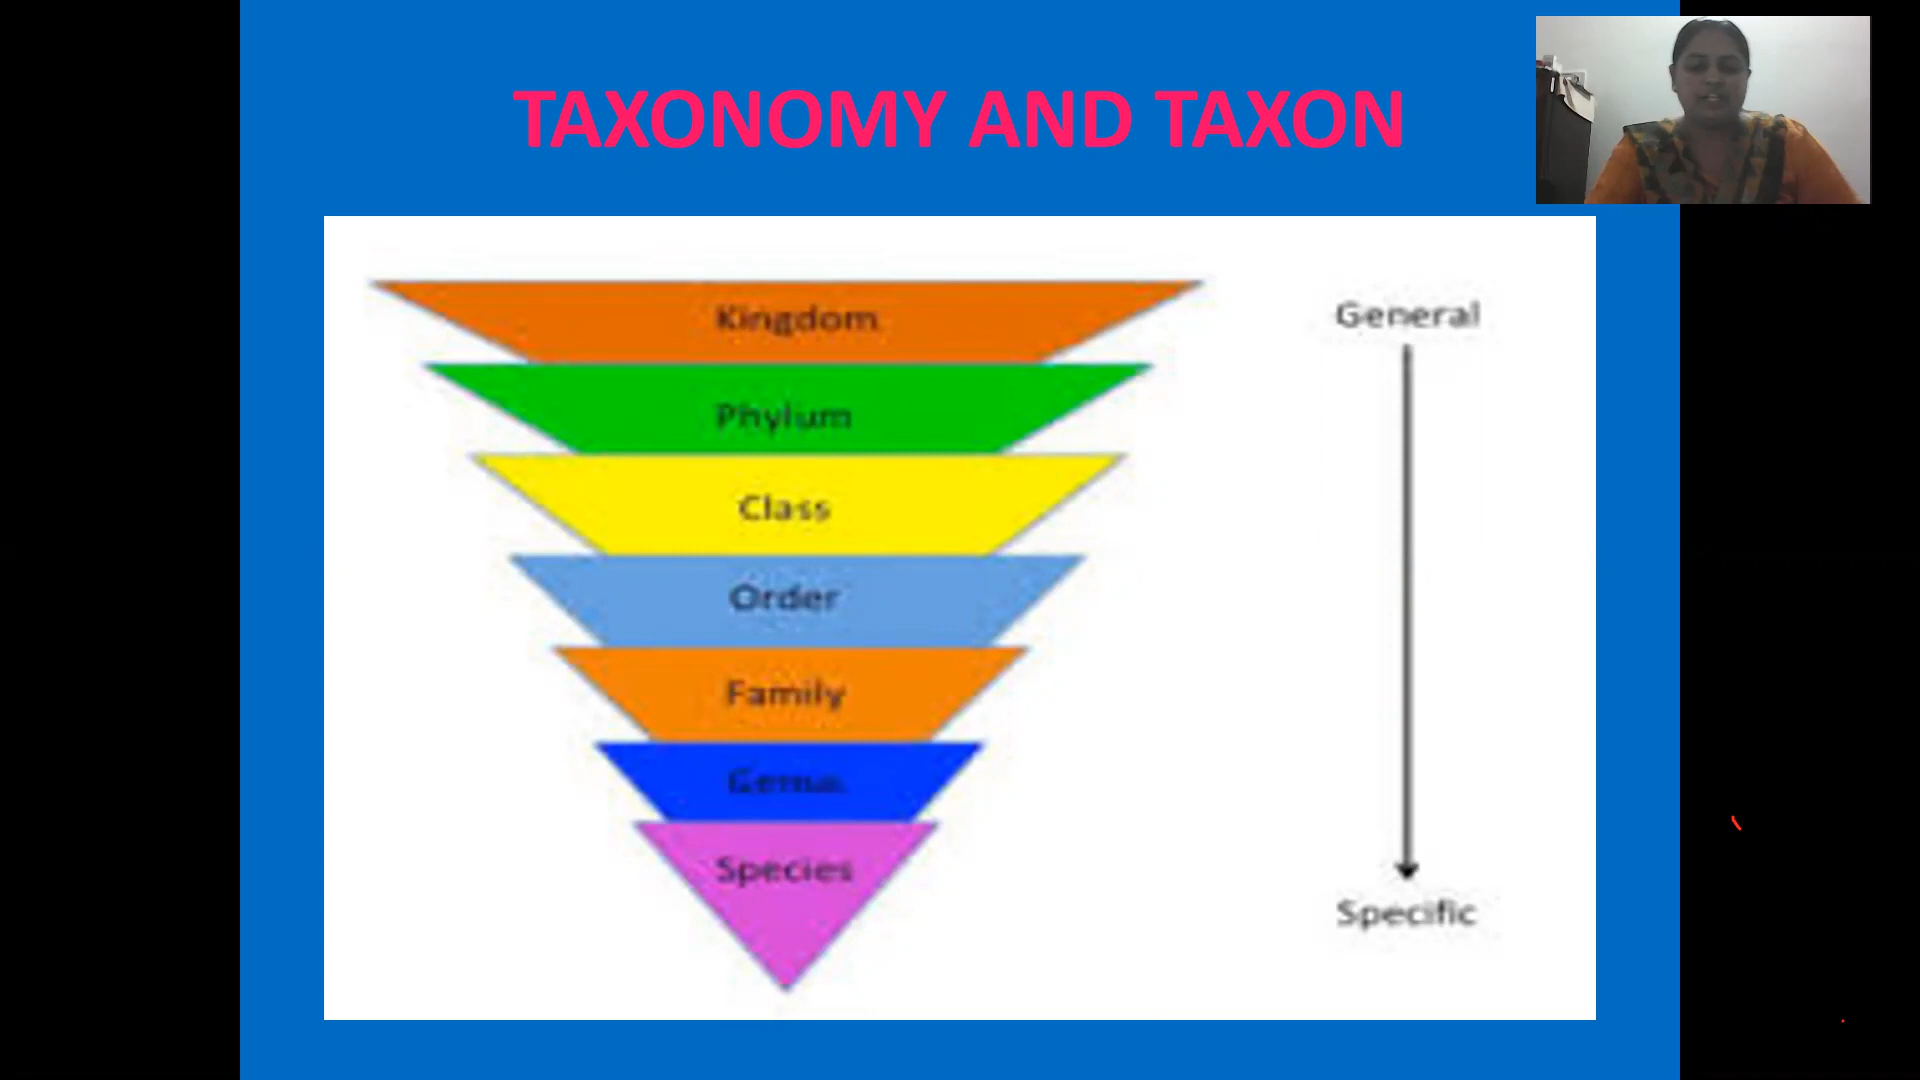 TAXONOMY AND TAXON
Kingdom
General
Phylum
Class
Order
Family
Genus
Species
Specific